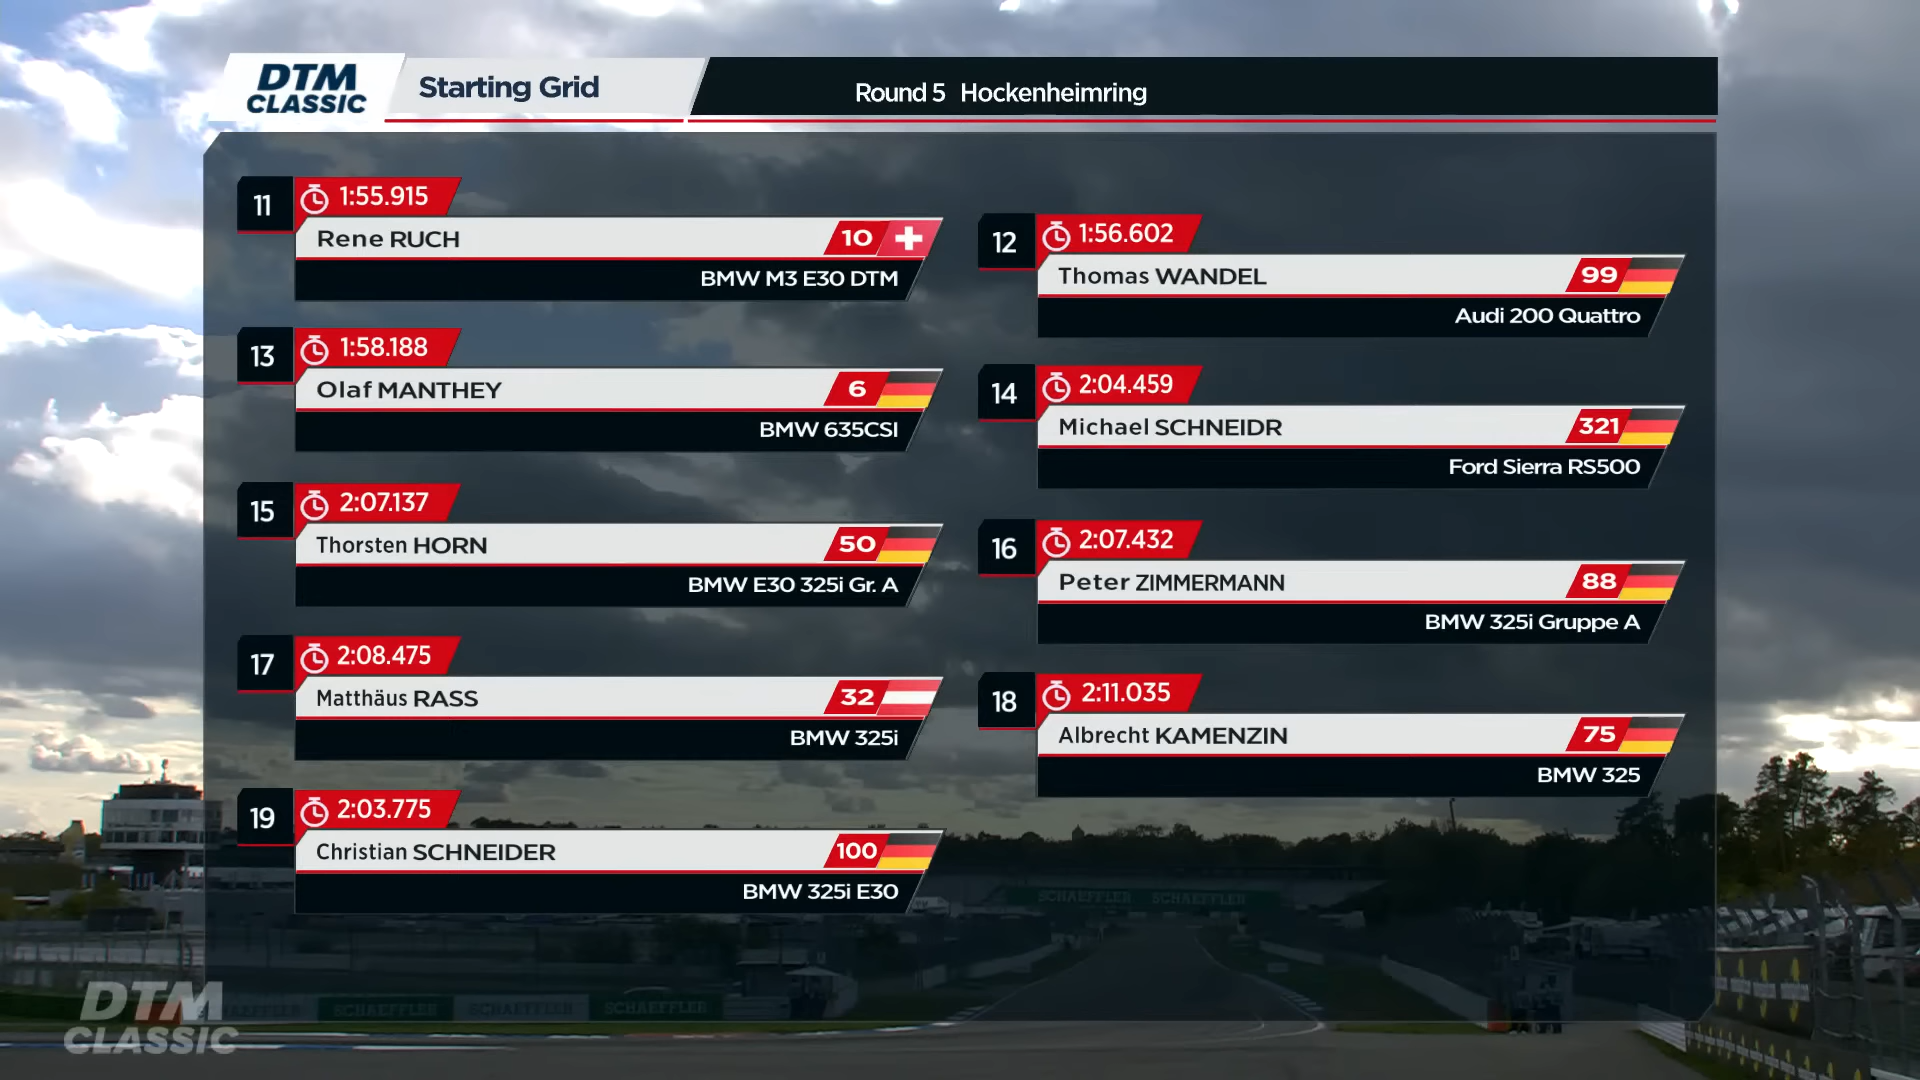 DTM
CLASSIC
Starting Grid
Round 5 Hockenheimring
11
1:55.915
Rene RUCH
10
BMW M3 E30 DTM
12
1:56.602
Thomas WANDEL
99
Audi 200 Quattro
13
1:58.188
Olaf MANTHEY
6
BMW 635CSI
14
2:04.459
Michael SCHNEIDR
321
Ford Sierra RS500
15
2:07.137
Thorsten HORN
50
BMW E30 325i Gr. A
16
2:07.432
Peter ZIMMERMANN
88
BMW 325i Gruppe A
17
2:08.475
Matthäus RASS
32
BMW 325i
18
2:11.035
Albrecht KAMENZIN
75
BMW 325
19
2:03.775
Christian SCHNEIDER
100
BMW 325i E30
SCHAEFFLER SCHAEFFLER
SCHAEFFLER SCHAEFFLER SCHAEFFLER
DTM
CLASSIC